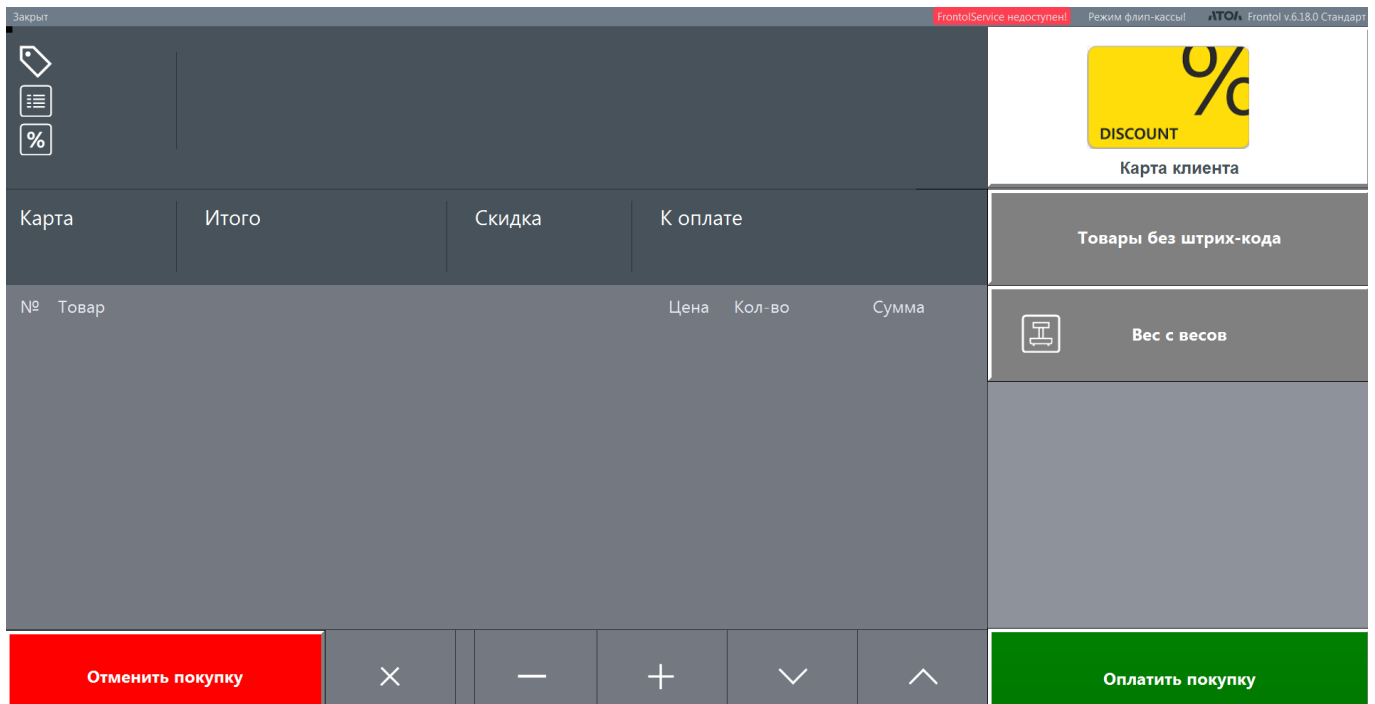 Закрыт FrontolService недоступен! Режим флип-кассы! АТОЛ Frontol v.6.18.0 Стандарт
%
DISCOUNT
Карта клиента
%
Карта Итого Скидка К оплате
Товары без штрих-кода
№ Товар Цена Кол-во Сумма
Вес с весов
Отменить покупку
Оплатить покупку